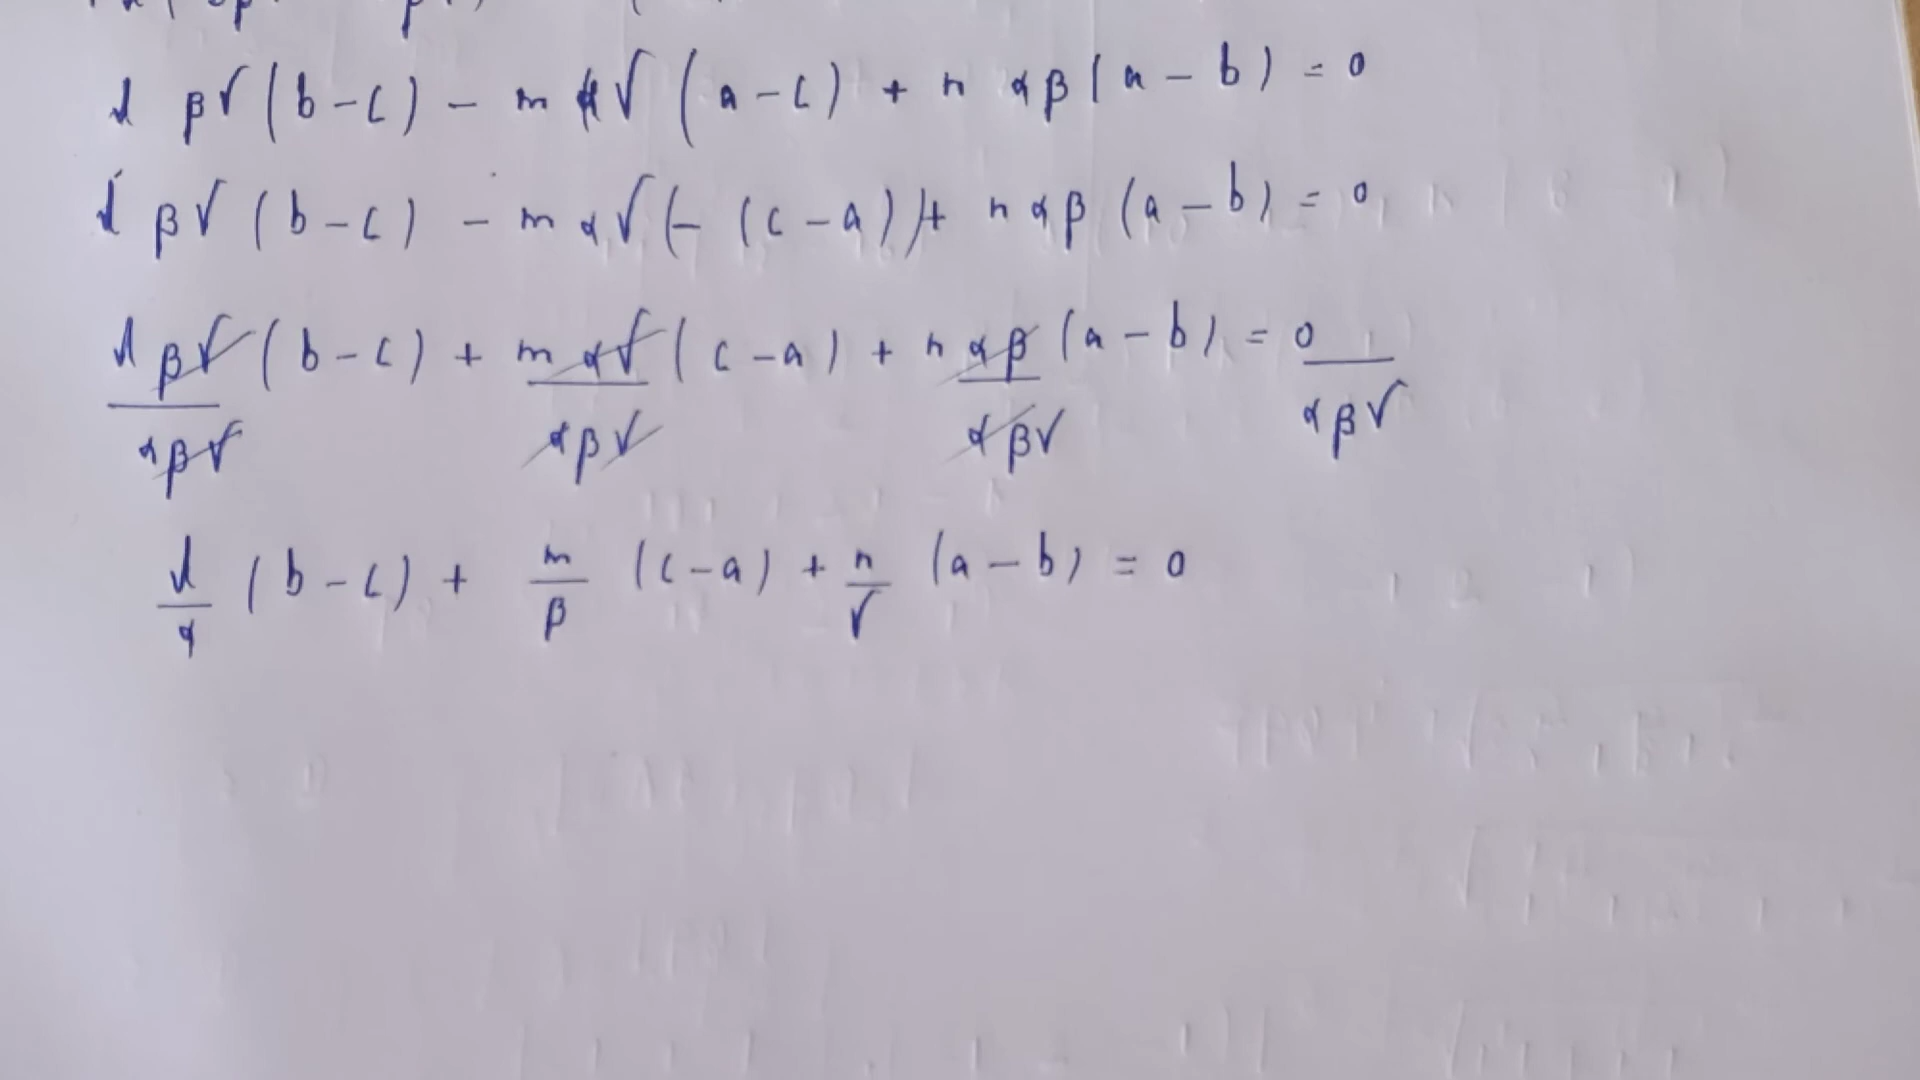 l βγ (b-c) - m αγ (a-c) + n αβ (a-b) = 0
l βγ (b-c) - m αγ (- (c-a)) + n αβ (a-b) = 0
l βγ/αβγ (b-c) + m αγ/αβγ (c-a) + n αβ/αβγ (a-b) = 0/αβγ
l/α (b-c) + m/β (c-a) + n/γ (a-b) = 0